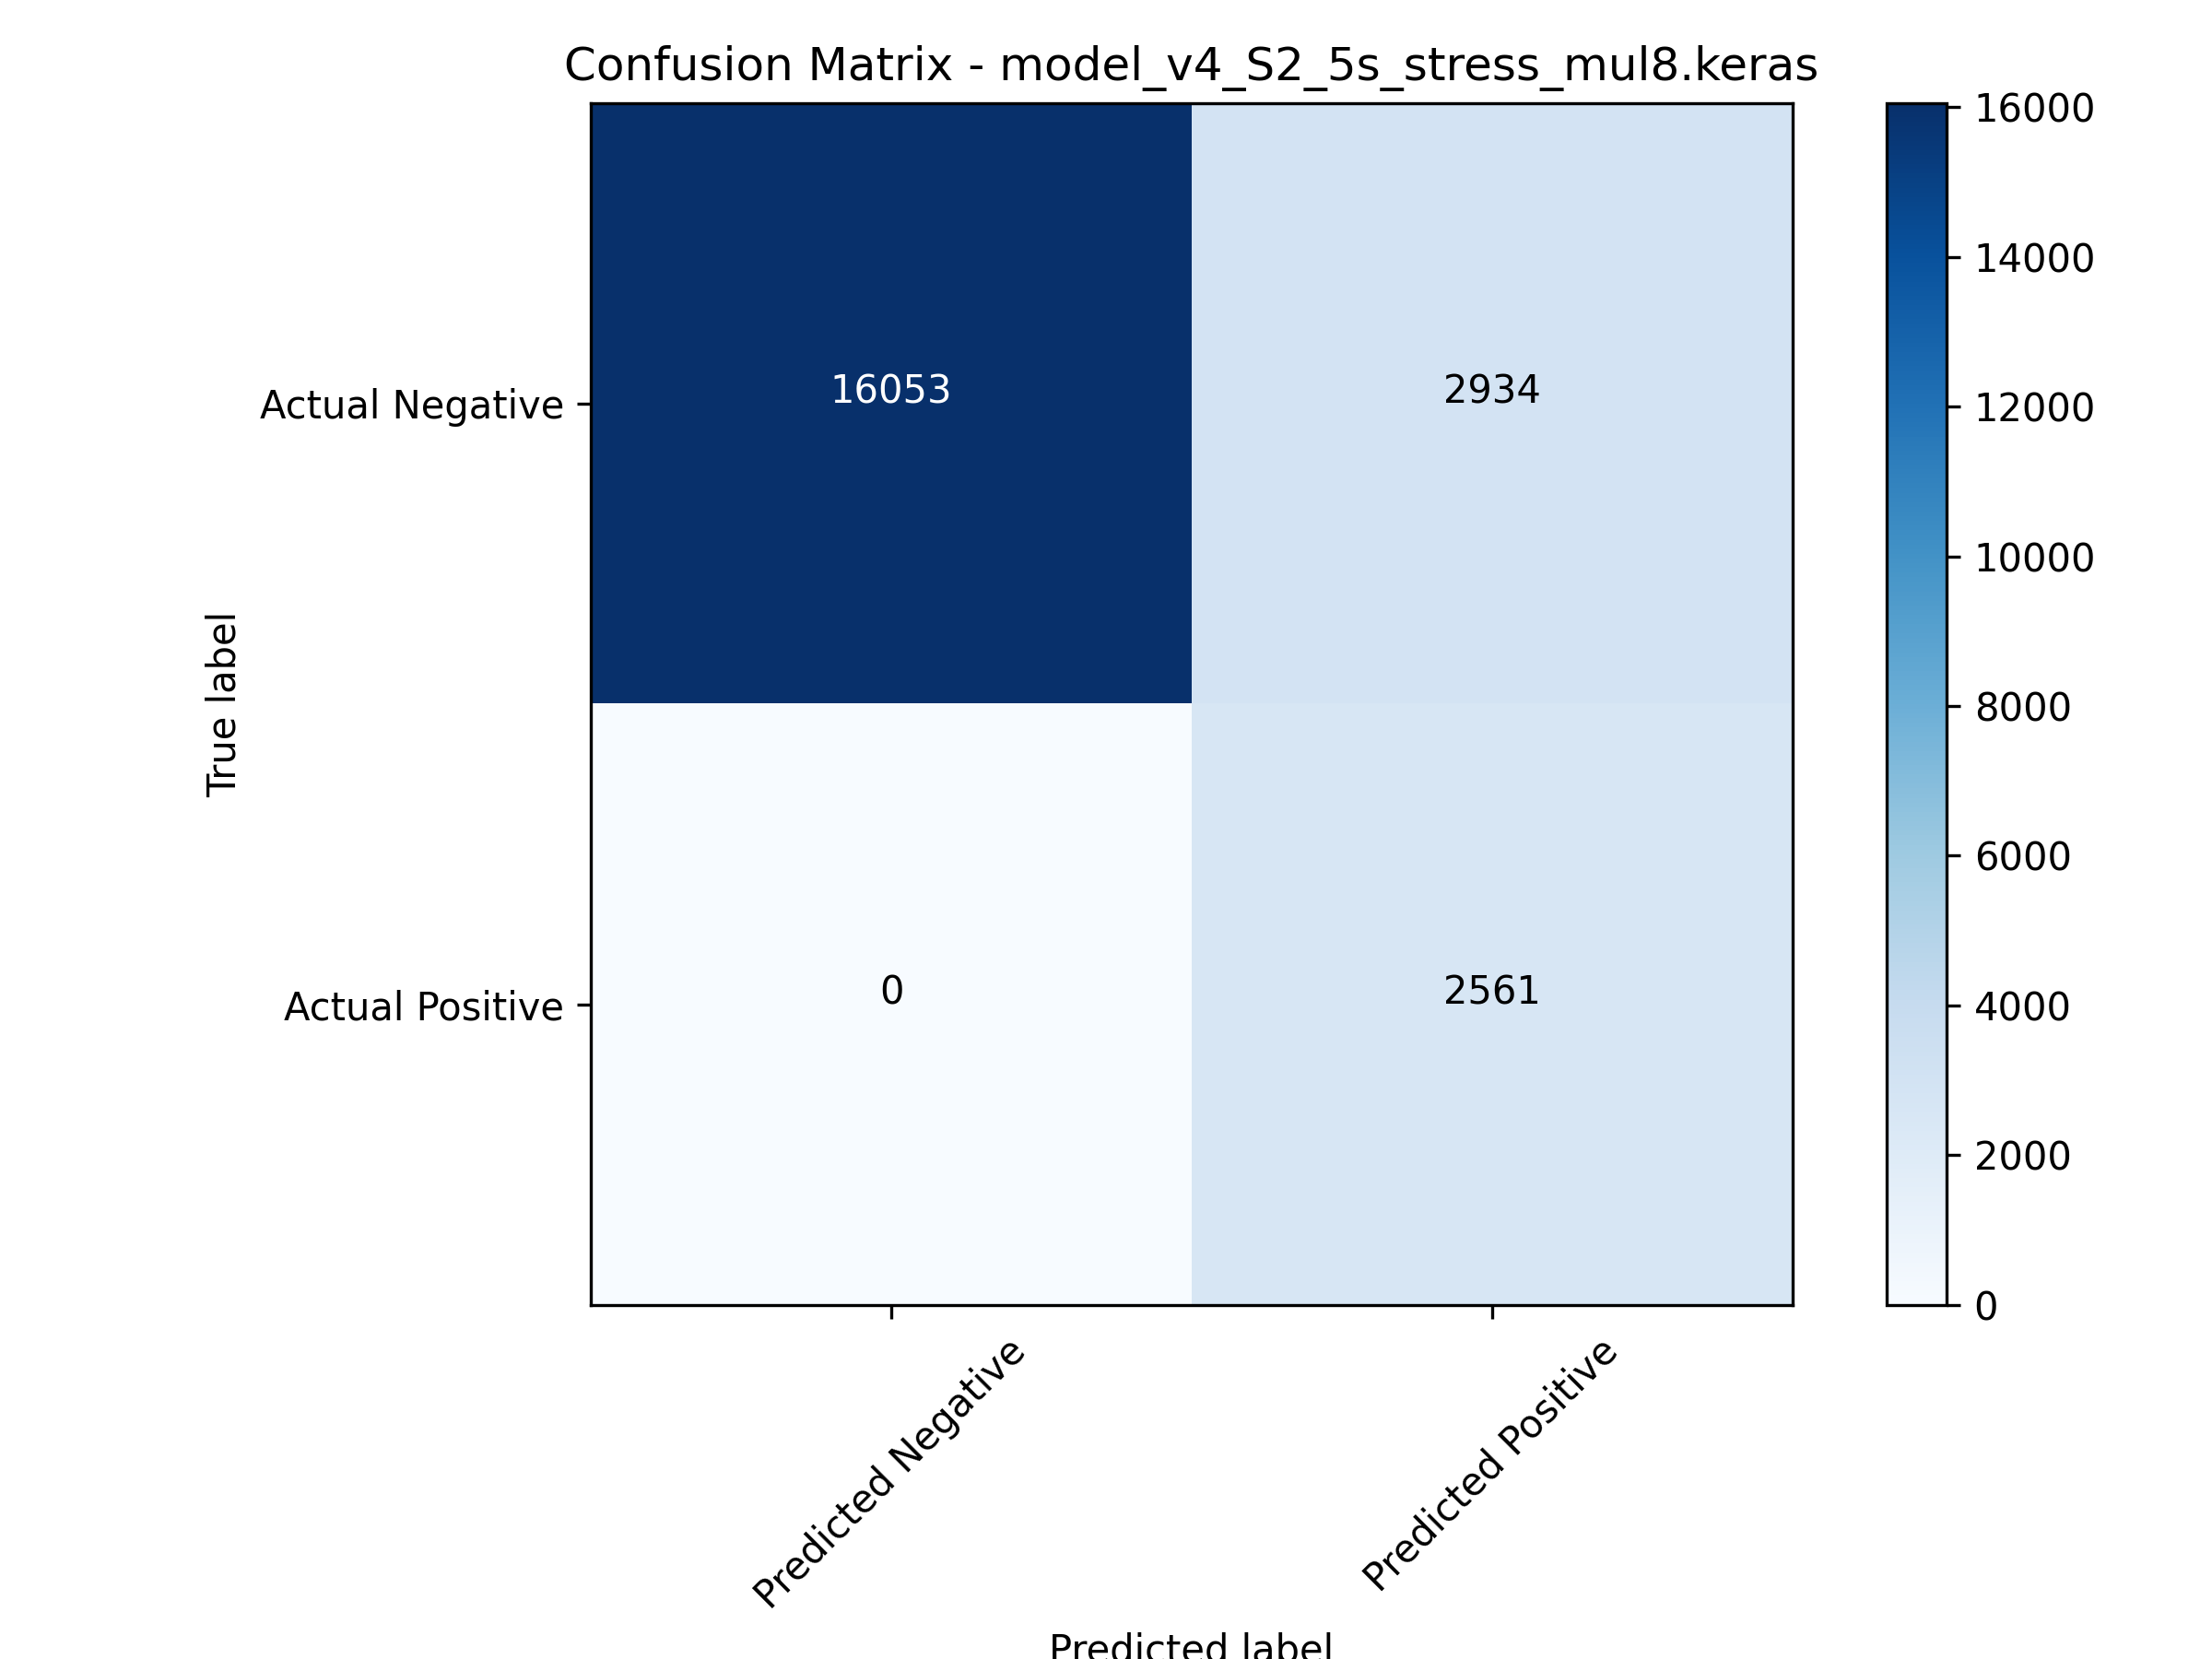 Confusion Matrix - model_v4_S2_5s_stress_mul8.keras
16000
14000
12000
10000
8000
6000
4000
2000
0
True label
Actual Negative
Actual Positive
16053
2934
0
2561
Predicted Negative
Predicted Positive
Predicted label